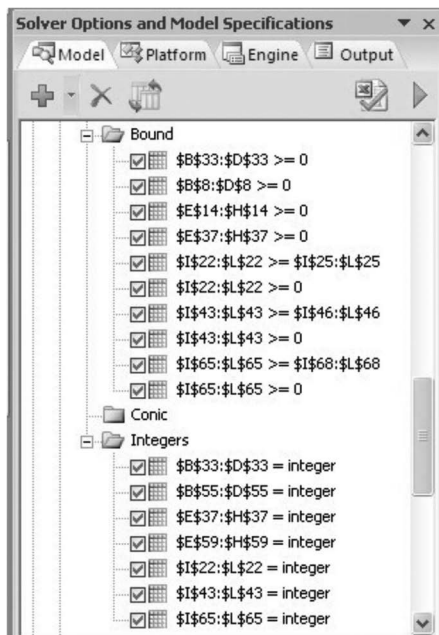 Solver Options and Model Specifications
Model Platform Engine Output
Bound
$B$33:$D$33 >= 0
$B$8:$D$8 >= 0
$E$14:$H$14 >= 0
$E$37:$H$37 >= 0
$I$22:$L$22 >= $I$25:$L$25
$I$22:$L$22 >= 0
$I$43:$L$43 >= $I$46:$L$46
$I$43:$L$43 >= 0
$I$65:$L$65 >= $I$68:$L$68
$I$65:$L$65 >= 0
Conic
Integers
$B$33:$D$33 = integer
$B$55:$D$55 = integer
$E$37:$H$37 = integer
$E$59:$H$59 = integer
$I$22:$L$22 = integer
$I$43:$L$43 = integer
$I$65:$L$65 = integer